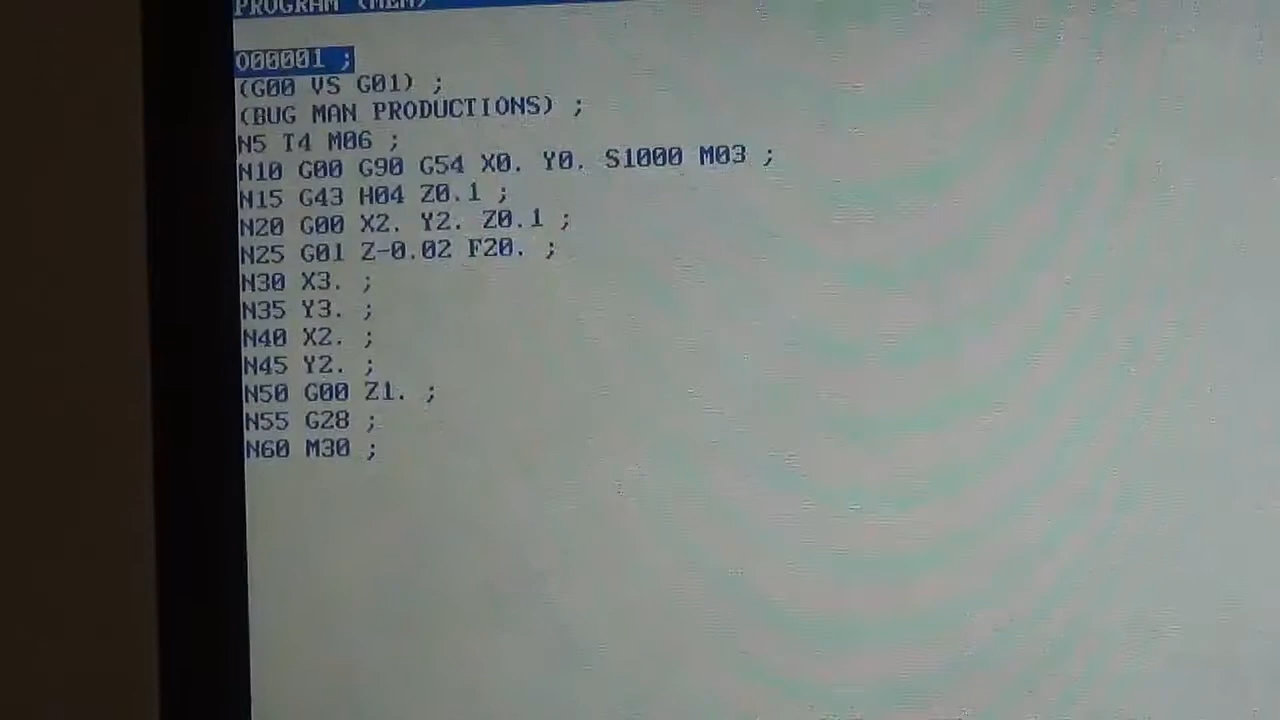 PROGRAM (MEM)
O00001 ;
(G00 VS G01) ;
(BUG MAN PRODUCTIONS) ;
N5 T4 M06 ;
N10 G00 G90 G54 X0. Y0. S1000 M03 ;
N15 G43 H04 Z0.1 ;
N20 G00 X2. Y2. Z0.1 ;
N25 G01 Z-0.02 F20. ;
N30 X3. ;
N35 Y3. ;
N40 X2. ;
N45 Y2. ;
N50 G00 Z1. ;
N55 G28 ;
N60 M30 ;